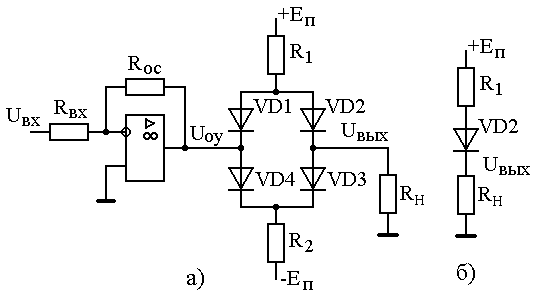 +Eп
R1
Rос
Uвх
Rвх
▷∞
Uоу
VD1
VD2
Uвых
VD4
VD3
Rн
R2
-Eп
а)
+Eп
R1
VD2
Uвых
Rн
б)